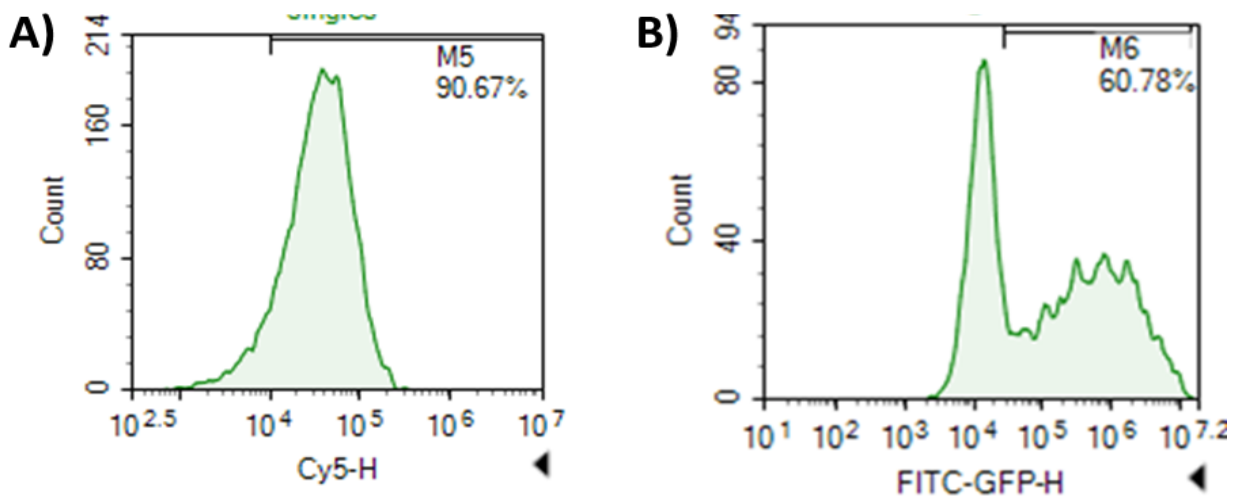 A)
Singles
214
160
80
0
Count
M5
90.67%
10^2.5 10^4 10^5 10^6 10^7
Cy5-H
B)
94
80
40
0
Count
M6
60.78%
10^1 10^2 10^3 10^4 10^5 10^6 10^7.2
FITC-GFP-H